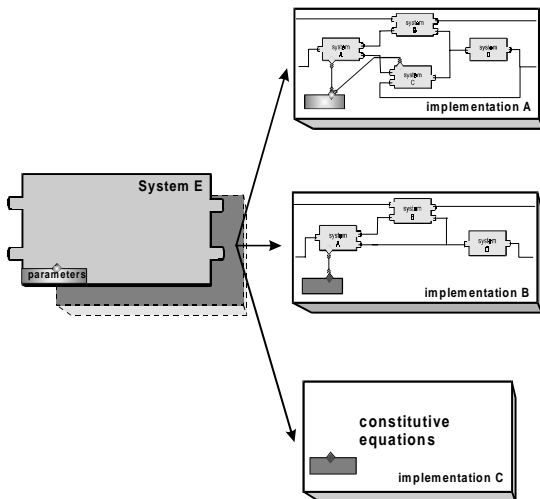 System E
parameters
system
B
system
A
system
C
system
D
implementation A
system
B
system
A
system
implementation B
constitutive
equations
implementation C